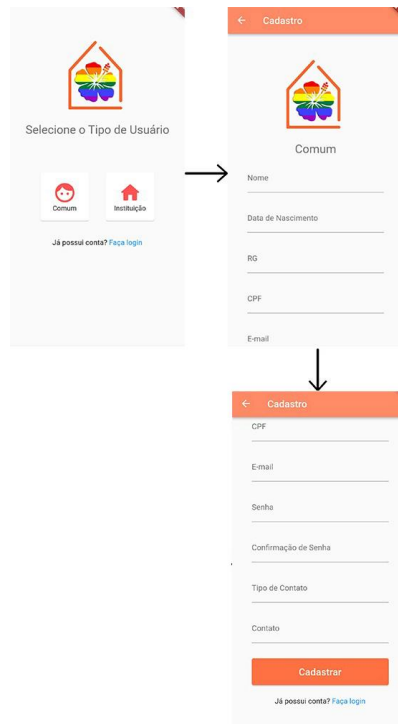 Selecione o Tipo de Usuário
Comum
Instituição
Já possui conta? Faça login
Cadastro
Comum
Nome
Data de Nascimento
RG
CPF
E-mail
Cadastro
CPF
E-mail
Senha
Confirmação de Senha
Tipo de Contato
Contato
Cadastrar
Já possui conta? Faça login